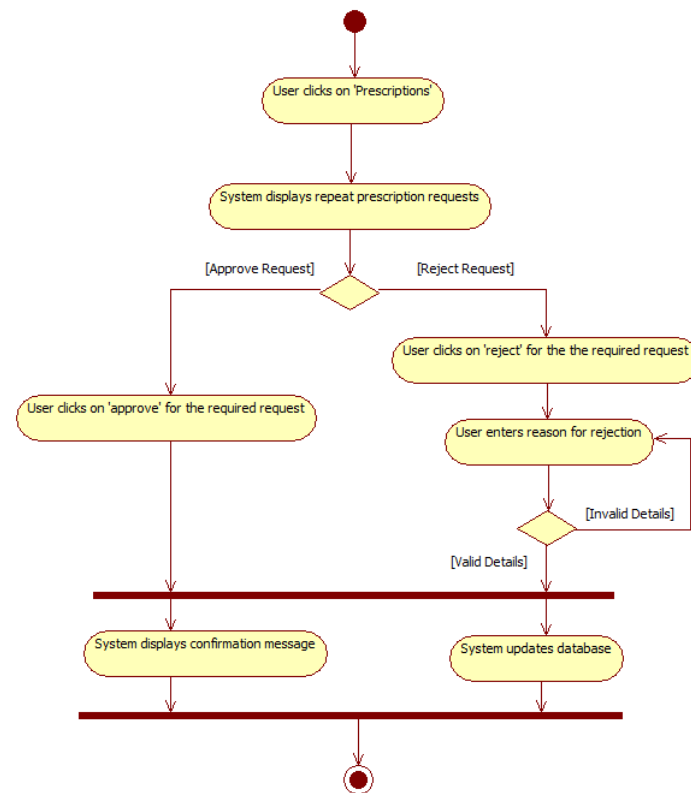 User clicks on 'Prescriptions'
System displays repeat prescription requests
[Approve Request]
[Reject Request]
User clicks on 'reject' for the the required request
User clicks on 'approve' for the required request
User enters reason for rejection
[Invalid Details]
[Valid Details]
System displays confirmation message
System updates database